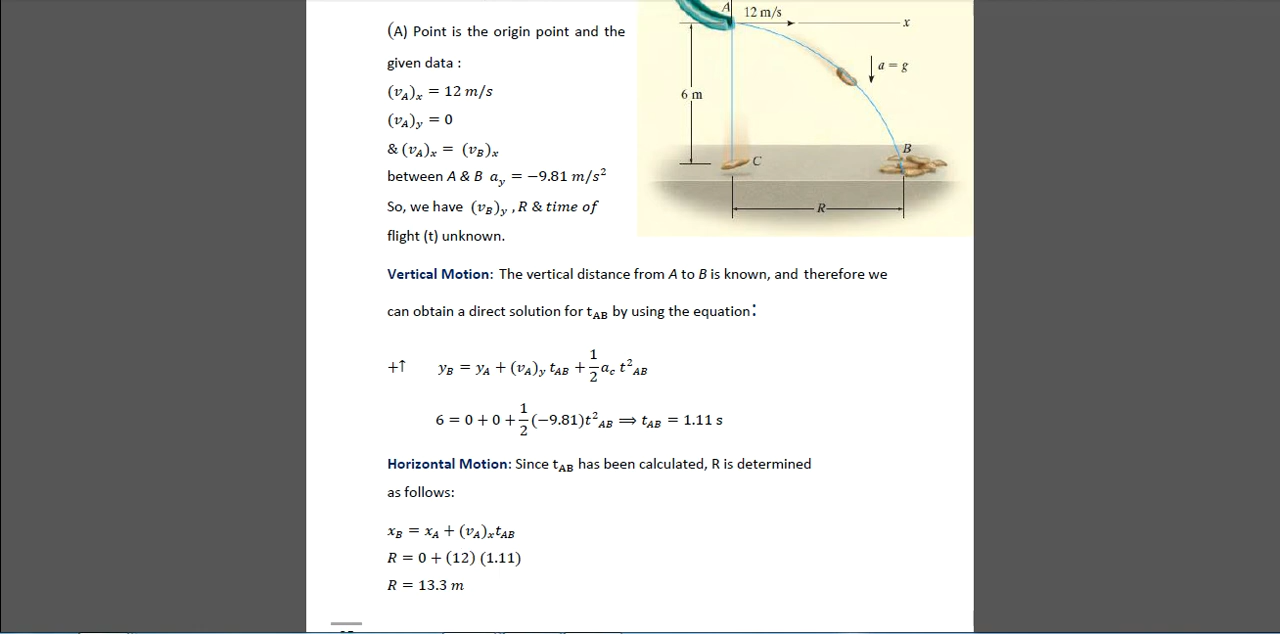 (A) Point is the origin point and the
given data :
(v_A)_x = 12 m/s
(v_A)_y = 0
& (v_A)_x = (v_B)_x
between A & B a_y = −9.81 m/s²
So, we have (v_B)_y , R & time of
flight (t) unknown.
A
12 m/s
x
a = g
6 m
B
C
R
Vertical Motion: The vertical distance from A to B is known, and therefore we
can obtain a direct solution for t_AB by using the equation:
+↑ y_B = y_A + (v_A)_y t_AB + 1/2 a_c t²_AB
6 = 0 + 0 + 1/2 (−9.81)t²_AB ⟹ t_AB = 1.11 s
Horizontal Motion: Since t_AB has been calculated, R is determined
as follows:
x_B = x_A + (v_A)_x t_AB
R = 0 + (12) (1.11)
R = 13.3 m